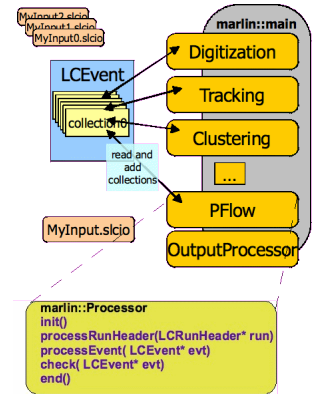 MyInput2.slcio
MyInput1.slcio
MyInput0.slcio
marlin::main
LCEvent
collection0
Digitization
Tracking
Clustering
...
read and
add
collections
PFlow
MyInput.slcio
OutputProcessor
marlin::Processor
init()
processRunHeader(LCRunHeader* run)
processEvent( LCEvent* evt)
check( LCEvent* evt)
end()